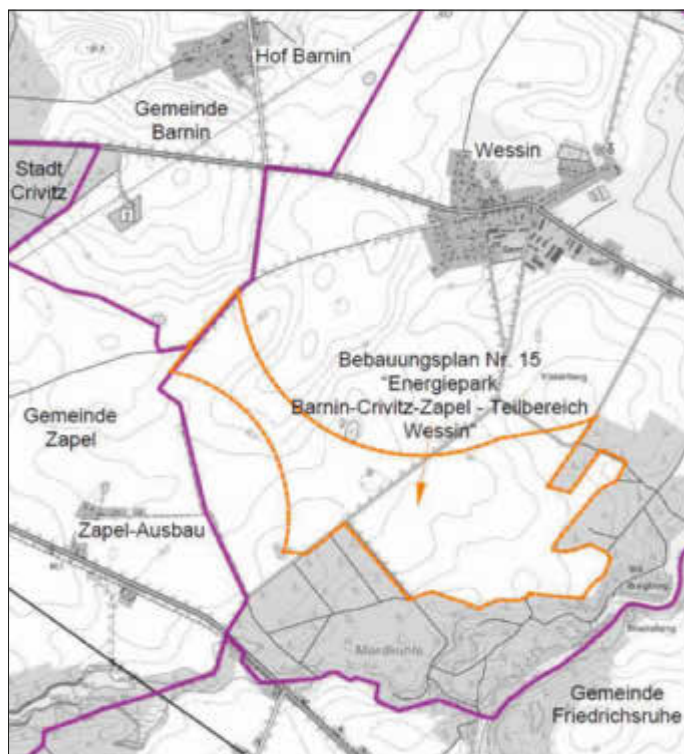 Hof Barnin
Gemeinde
Barnin
Wessin
Stadt
Crivitz
Bebauungsplan Nr. 15
"Energiepark
Barnin-Crivitz-Zapel - Teilbereich
Wessin"
Gemeinde
Zapel
Zapel-Ausbau
Mordkuhle
Gemeinde
Friedrichsruhe